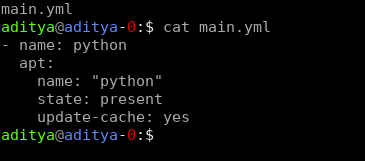 main.yml
aditya@aditya-0:$ cat main.yml
- name: python
  apt:
    name: "python"
    state: present
    update-cache: yes
aditya@aditya-0:$